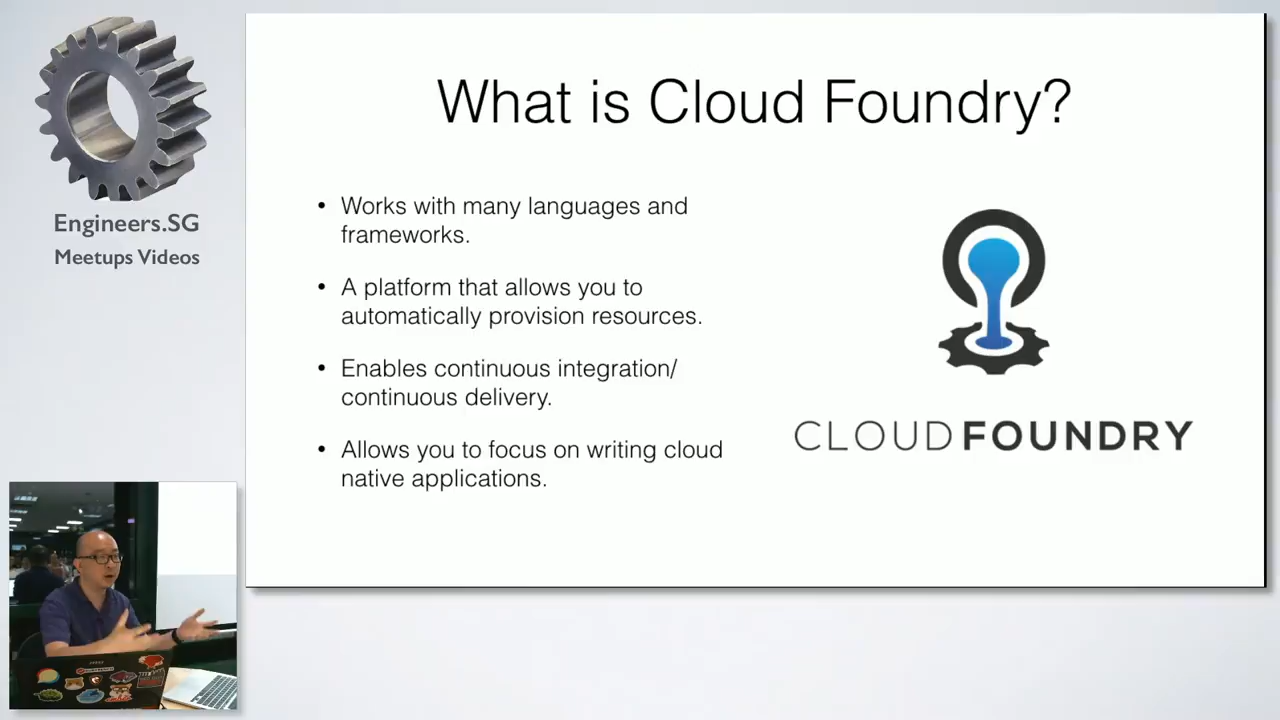 Engineers.SG
Meetups Videos
What is Cloud Foundry?
• Works with many languages and
frameworks.
• A platform that allows you to
automatically provision resources.
• Enables continuous integration/
continuous delivery.
• Allows you to focus on writing cloud
native applications.
CLOUDFOUNDRY